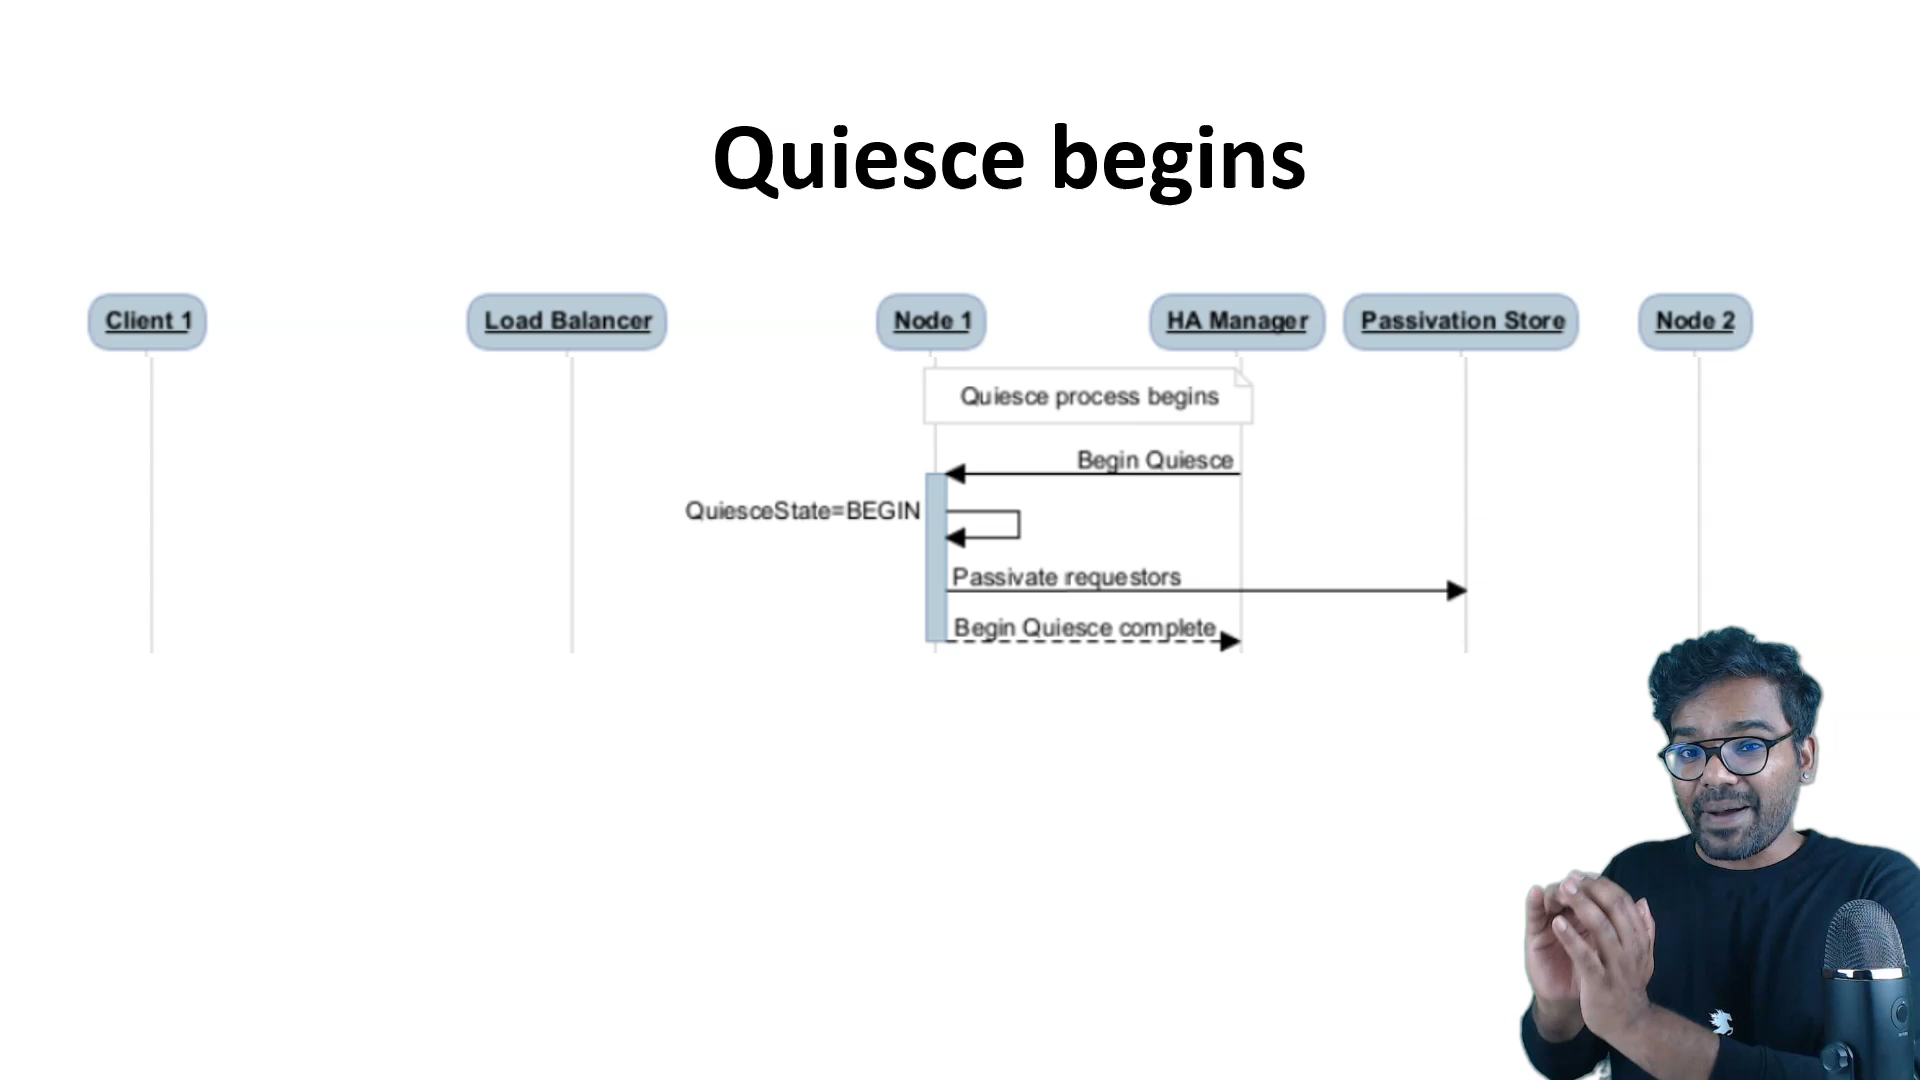 Quiesce begins
Client 1
Load Balancer
Node 1
HA Manager
Passivation Store
Node 2
Quiesce process begins
Begin Quiesce
QuiesceState=BEGIN
Passivate requestors
Begin Quiesce complete